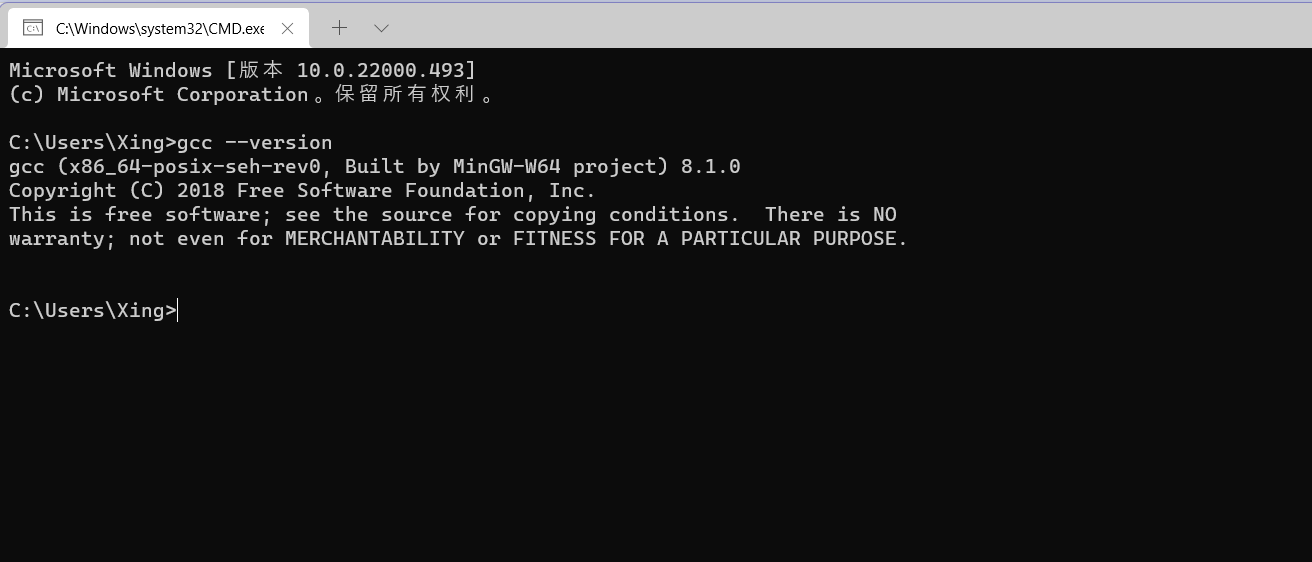 C:\Windows\system32\CMD.exe
Microsoft Windows [版本 10.0.22000.493]
(c) Microsoft Corporation。保留所有权利。
C:\Users\Xing>gcc --version
gcc (x86_64-posix-seh-rev0, Built by MinGW-W64 project) 8.1.0
Copyright (C) 2018 Free Software Foundation, Inc.
This is free software; see the source for copying conditions.  There is NO
warranty; not even for MERCHANTABILITY or FITNESS FOR A PARTICULAR PURPOSE.
C:\Users\Xing>